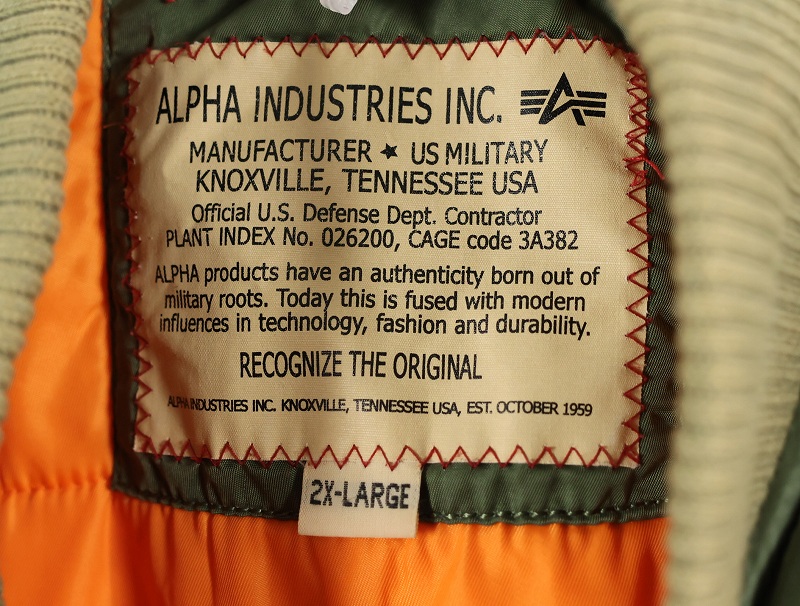 ALPHA INDUSTRIES INC.
MANUFACTURER ★ US MILITARY
KNOXVILLE, TENNESSEE USA
Official U.S. Defense Dept. Contractor
PLANT INDEX No. 026200, CAGE code 3A382
ALPHA products have an authenticity born out of
military roots. Today this is fused with modern
influences in technology, fashion and durability.
RECOGNIZE THE ORIGINAL
ALPHA INDUSTRIES INC. KNOXVILLE, TENNESSEE USA, EST. OCTOBER 1959
2X-LARGE